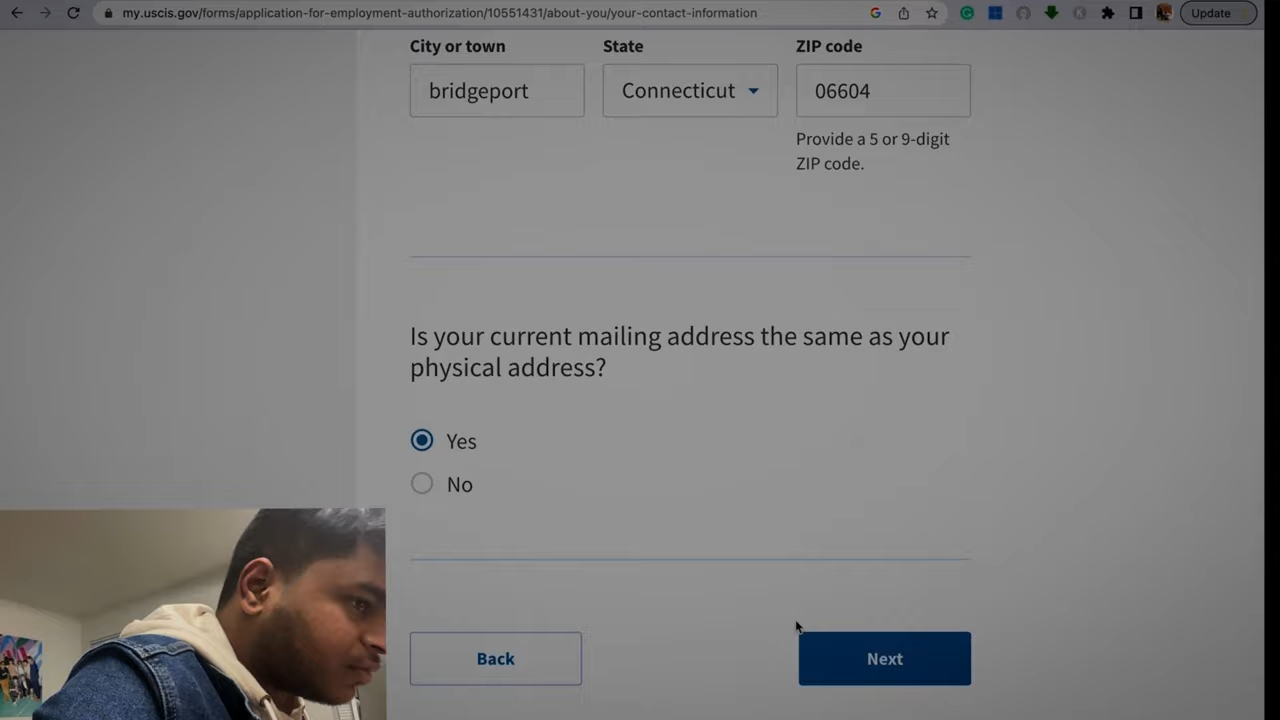 my.uscis.gov/forms/application-for-employment-authorization/10551431/about-you/your-contact-information
Update
City or town
State
ZIP code
bridgeport
Connecticut
06604
Provide a 5 or 9-digit
ZIP code.
Is your current mailing address the same as your
physical address?
Yes
No
Back
Next